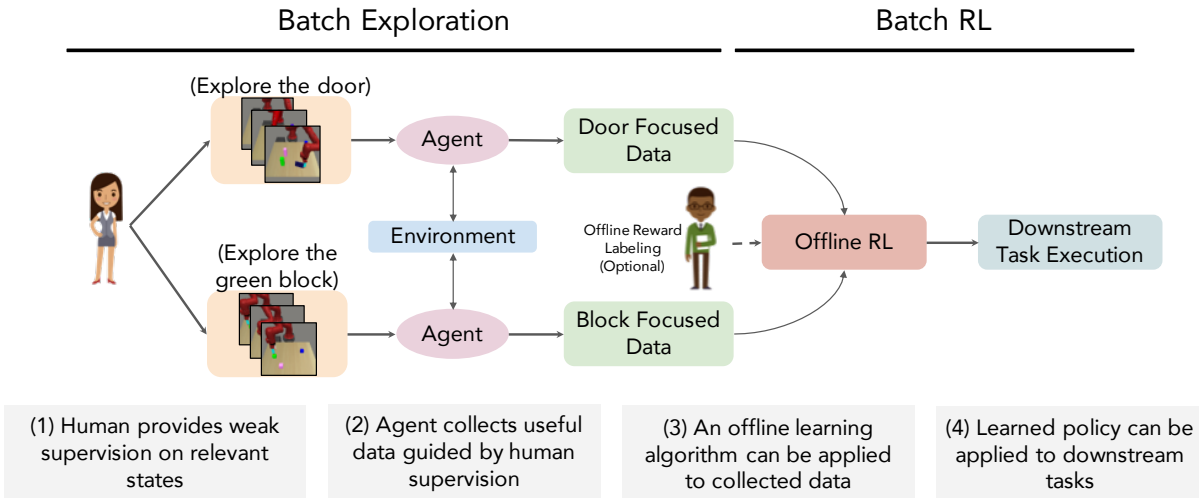 Batch Exploration
Batch RL
(Explore the door)
Agent
Door Focused
Data
Environment
Offline Reward
Labeling
(Optional)
Offline RL
Downstream
Task Execution
(Explore the
green block)
Agent
Block Focused
Data
(1) Human provides weak
supervision on relevant
states
(2) Agent collects useful
data guided by human
supervision
(3) An offline learning
algorithm can be applied
to collected data
(4) Learned policy can be
applied to downstream
tasks